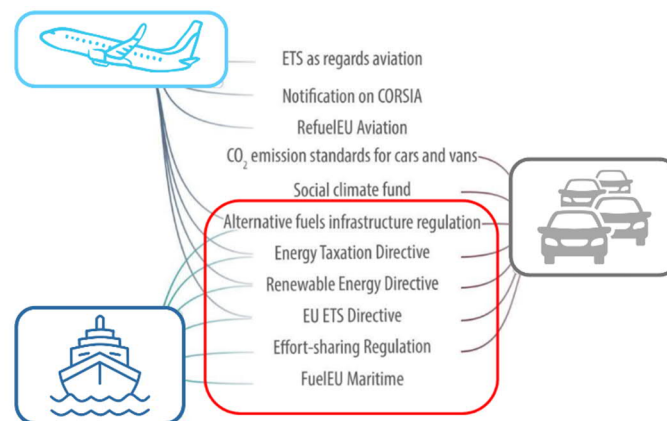 ETS as regards aviation
Notification on CORSIA
RefuelEU Aviation
CO₂ emission standards for cars and vans
Social climate fund
Alternative fuels infrastructure regulation
Energy Taxation Directive
Renewable Energy Directive
EU ETS Directive
Effort-sharing Regulation
FuelEU Maritime